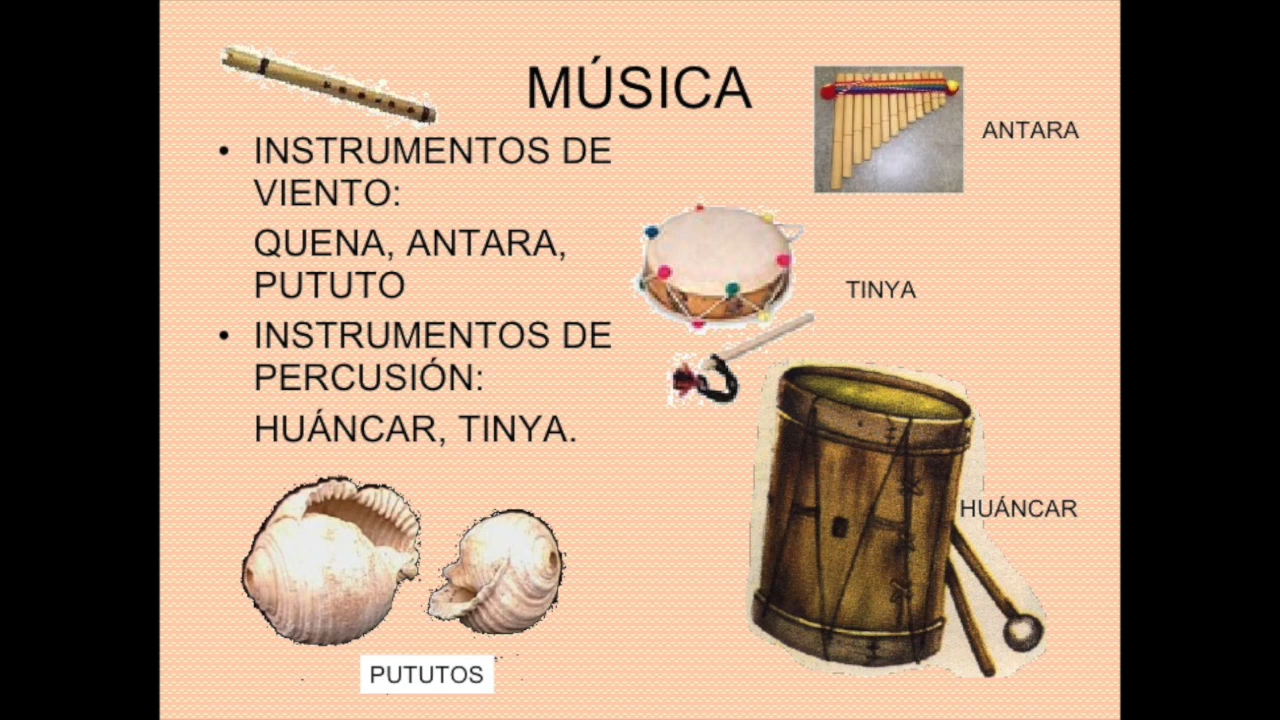 MÚSICA
• INSTRUMENTOS DE
VIENTO:
QUENA, ANTARA,
PUTUTO
• INSTRUMENTOS DE
PERCUSIÓN:
HUÁNCAR, TINYA.
ANTARA
TINYA
HUÁNCAR
PUTUTOS